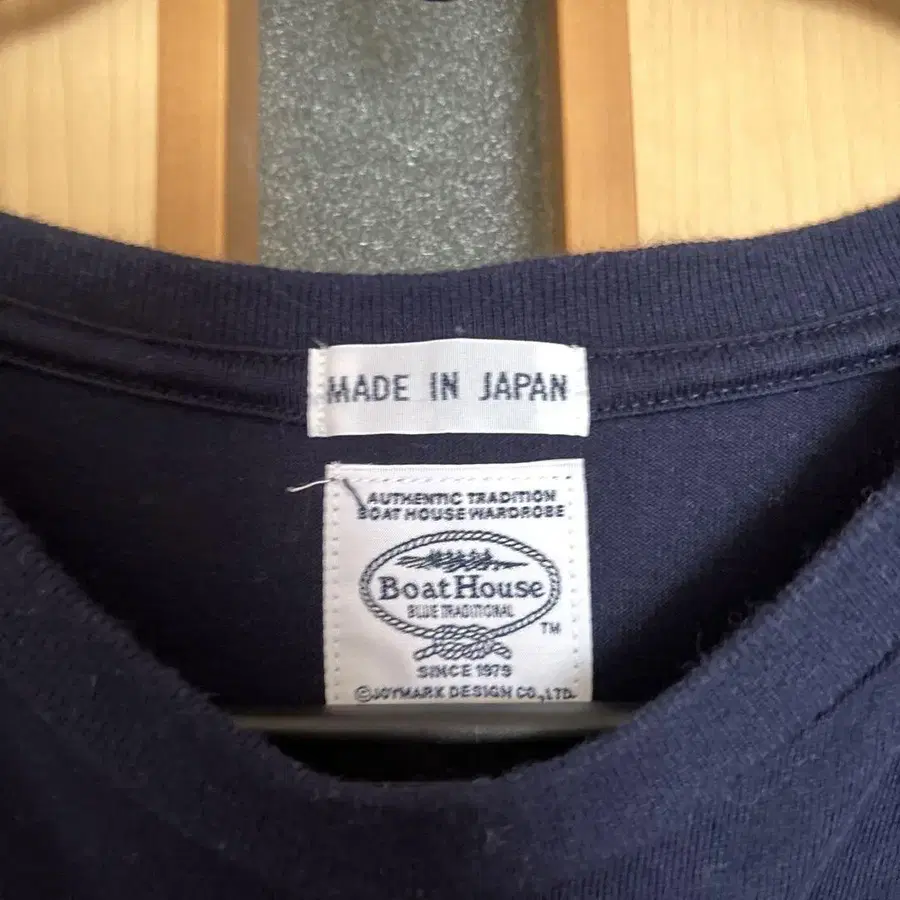 MADE IN JAPAN
AUTHENTIC TRADITION
BOAT HOUSE WARDROBE
BoatHouse
BLUE TRADITIONAL
TM
SINCE 1979
©JOYMARK DESIGN CO.,LTD.